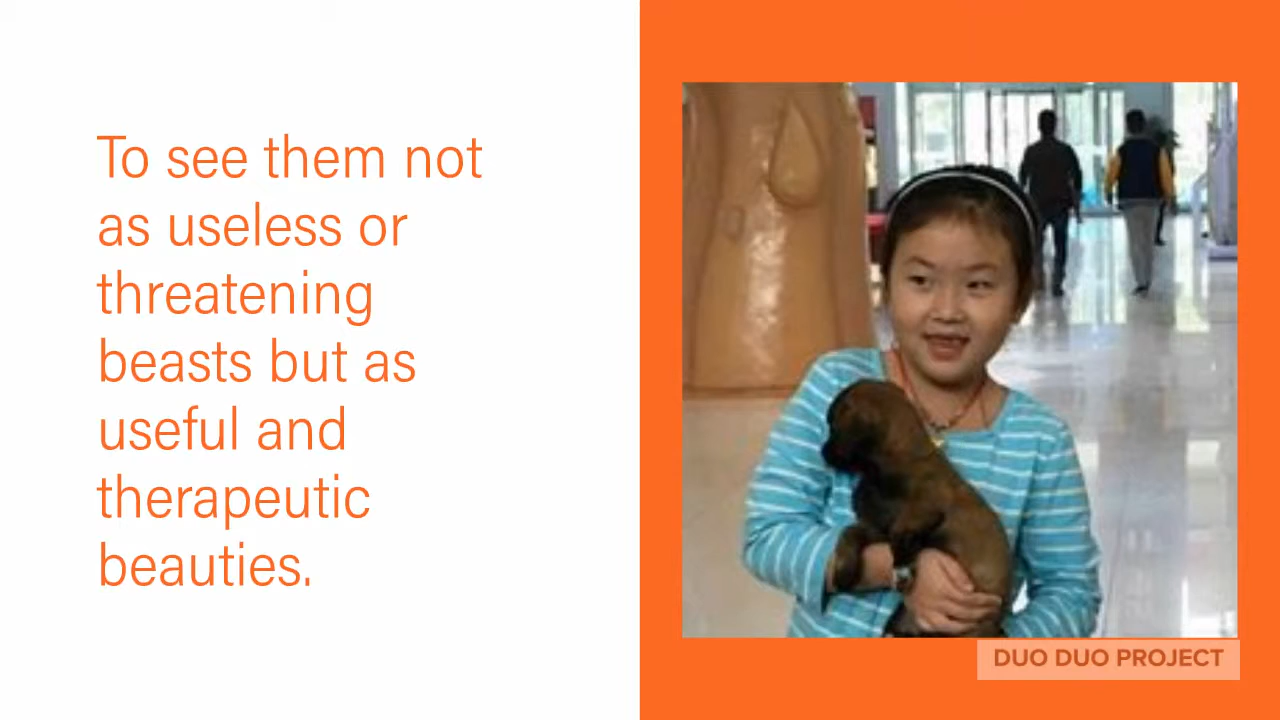 To see them not
as useless or
threatening
beasts but as
useful and
therapeutic
beauties.
DUO DUO PROJECT